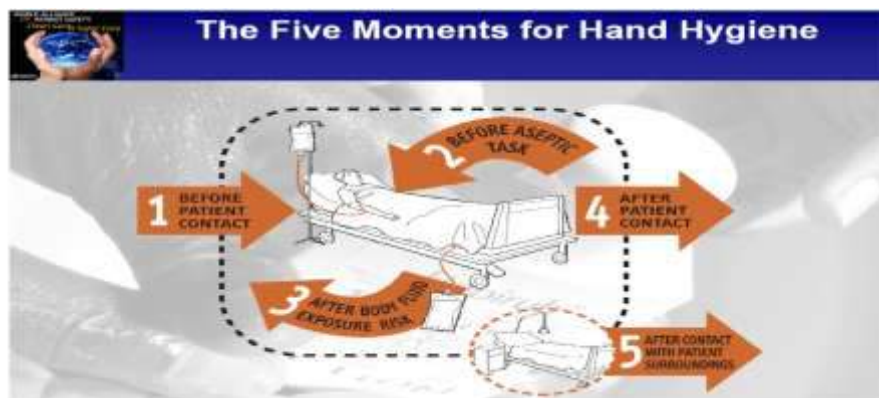 The Five Moments for Hand Hygiene
1 BEFORE
PATIENT
CONTACT
2 BEFORE ASEPTIC
TASK
3 AFTER BODY FLUID
EXPOSURE RISK
4 AFTER
PATIENT
CONTACT
5 AFTER CONTACT
WITH PATIENT
SURROUNDINGS